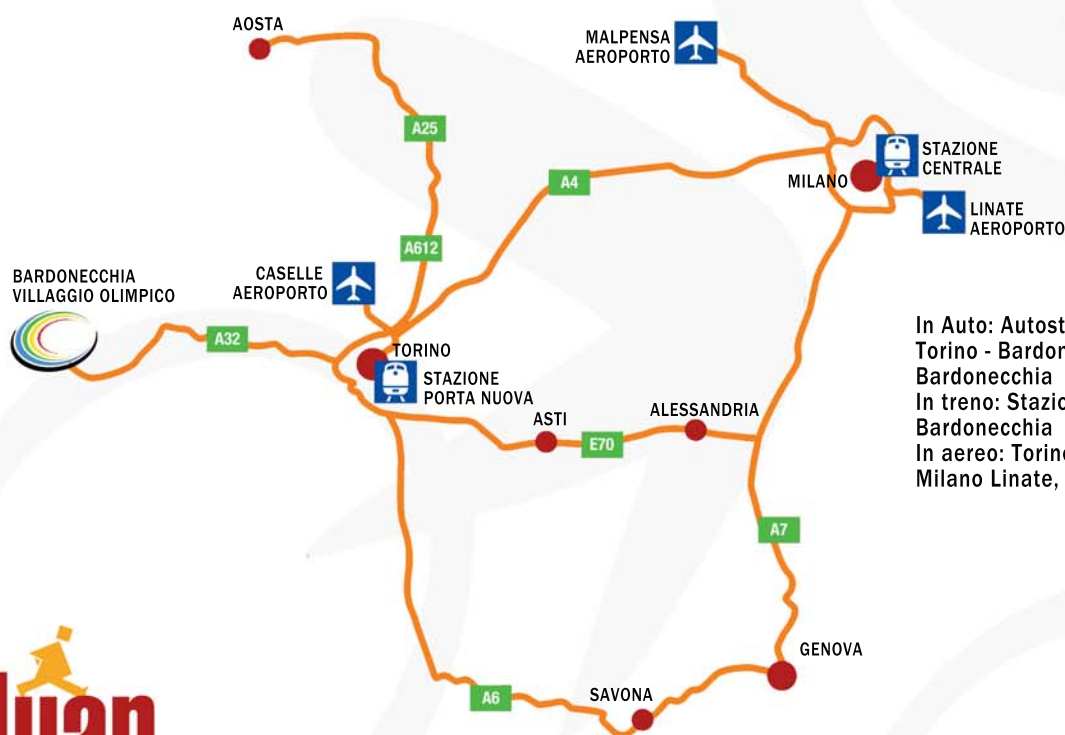 AOSTA
MALPENSA
AEROPORTO
A25
STAZIONE
CENTRALE
MILANO
A4
LINATE
AEROPORTO
A612
BARDONECCHIA
VILLAGGIO OLIMPICO
CASELLE
AEROPORTO
A32
TORINO
STAZIONE
PORTA NUOVA
In Auto: Autost
Torino - Bardon
Bardonecchia
In treno: Stazio
Bardonecchia
In aereo: Torino
Milano Linate,
ASTI
E70
ALESSANDRIA
A7
GENOVA
A6
SAVONA